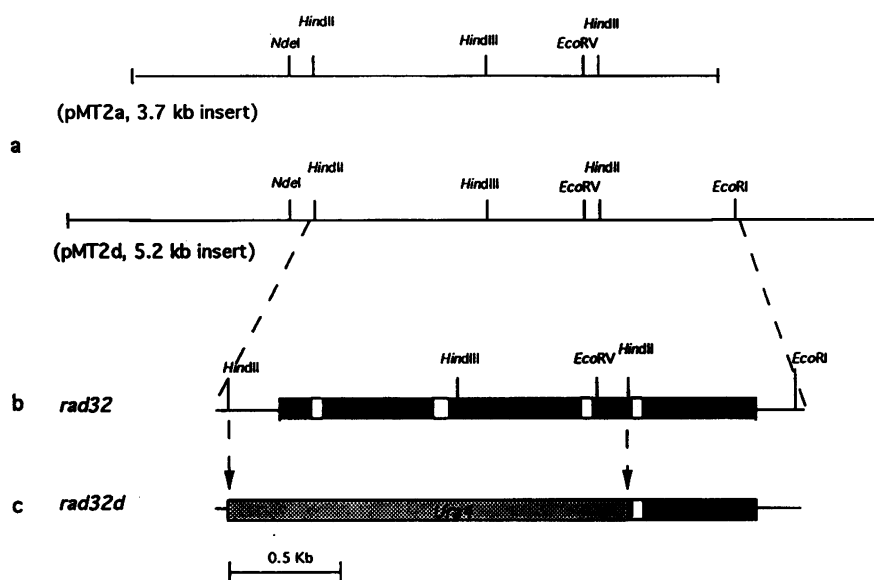 HindII
NdeI
HindIII
EcoRV
HindII
(pMT2a, 3.7 kb insert)
a
NdeI
HindII
HindIII
EcoRV
HindII
EcoRI
(pMT2d, 5.2 kb insert)
HindII
HindIII
EcoRV
HindII
EcoRI
b rad32
c rad32d
0.5 Kb